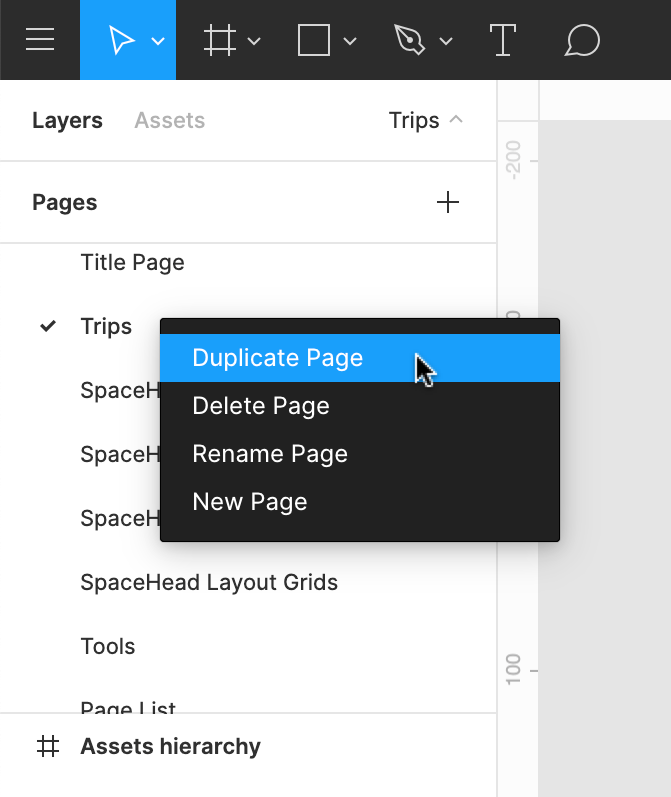 Layers Assets Trips
-200
Pages
Title Page
Trips
Duplicate Page
SpaceH
Delete Page
SpaceH
Rename Page
New Page
SpaceH
SpaceHead Layout Grids
Tools
100
Page List
Assets hierarchy